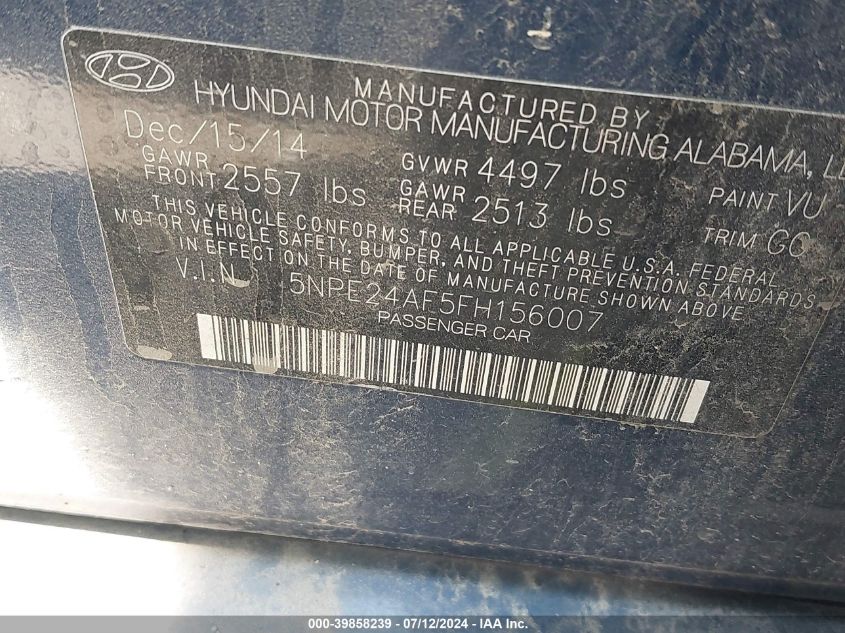 MANUFACTURED BY
HYUNDAI MOTOR MANUFACTURING ALABAMA,
Dec/15/14
GVWR 4497 lbs
PAINT VU
GAWR
FRONT 2557 lbs
GAWR
REAR 2513 lbs
TRIM
THIS VEHICLE CONFORMS TO ALL APPLICABLE U.S.A. FEDERAL
MOTOR VEHICLE SAFETY, BUMPER, AND THEFT PREVENTION STANDARDS
IN EFFECT ON THE DATE OF MANUFACTURE SHOWN ABOVE
V.I.N. 5NPE24AF5FH156007
PASSENGER CAR
000-39858239 - 07/12/2024 - IAA Inc.